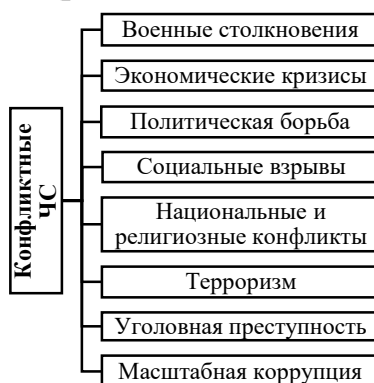 Конфликтные
ЧС
Военные столкновения
Экономические кризисы
Политическая борьба
Социальные взрывы
Национальные и
религиозные конфликты
Терроризм
Уголовная преступность
Масштабная коррупция